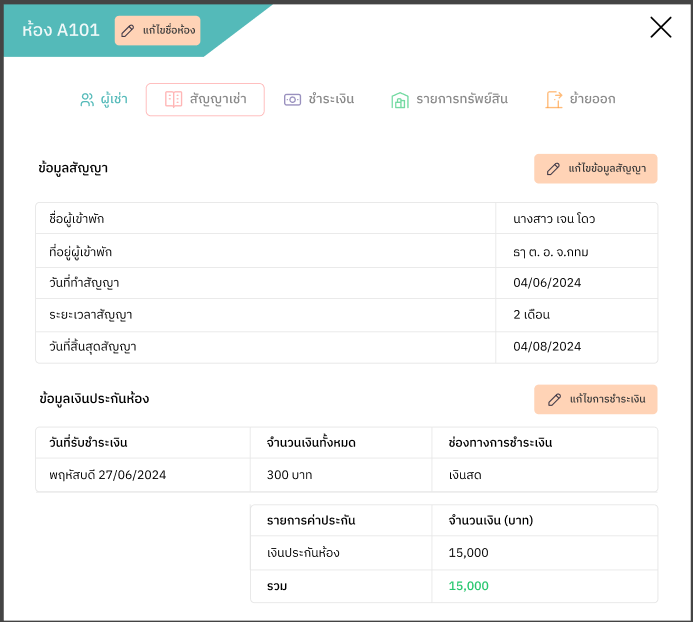 ห้อง A101 แก้ไขชื่อห้อง
ผู้เช่า สัญญาเช่า ชำระเงิน รายการทรัพย์สิน ย้ายออก
ข้อมูลสัญญา แก้ไขข้อมูลสัญญา
ชื่อผู้เข้าพัก นางสาว เจน โดว
ที่อยู่ผู้เข้าพัก ธๅ ต. อ. จ.กทม
วันที่ทำสัญญา 04/06/2024
ระยะเวลาสัญญา 2 เดือน
วันที่สิ้นสุดสัญญา 04/08/2024
ข้อมูลเงินประกันห้อง แก้ไขการชำระเงิน
วันที่รับชำระเงิน จำนวนเงินทั้งหมด ช่องทางการชำระเงิน
พฤหัสบดี 27/06/2024 300 บาท เงินสด
รายการค่าประกัน จำนวนเงิน (บาท)
เงินประกันห้อง 15,000
รวม 15,000